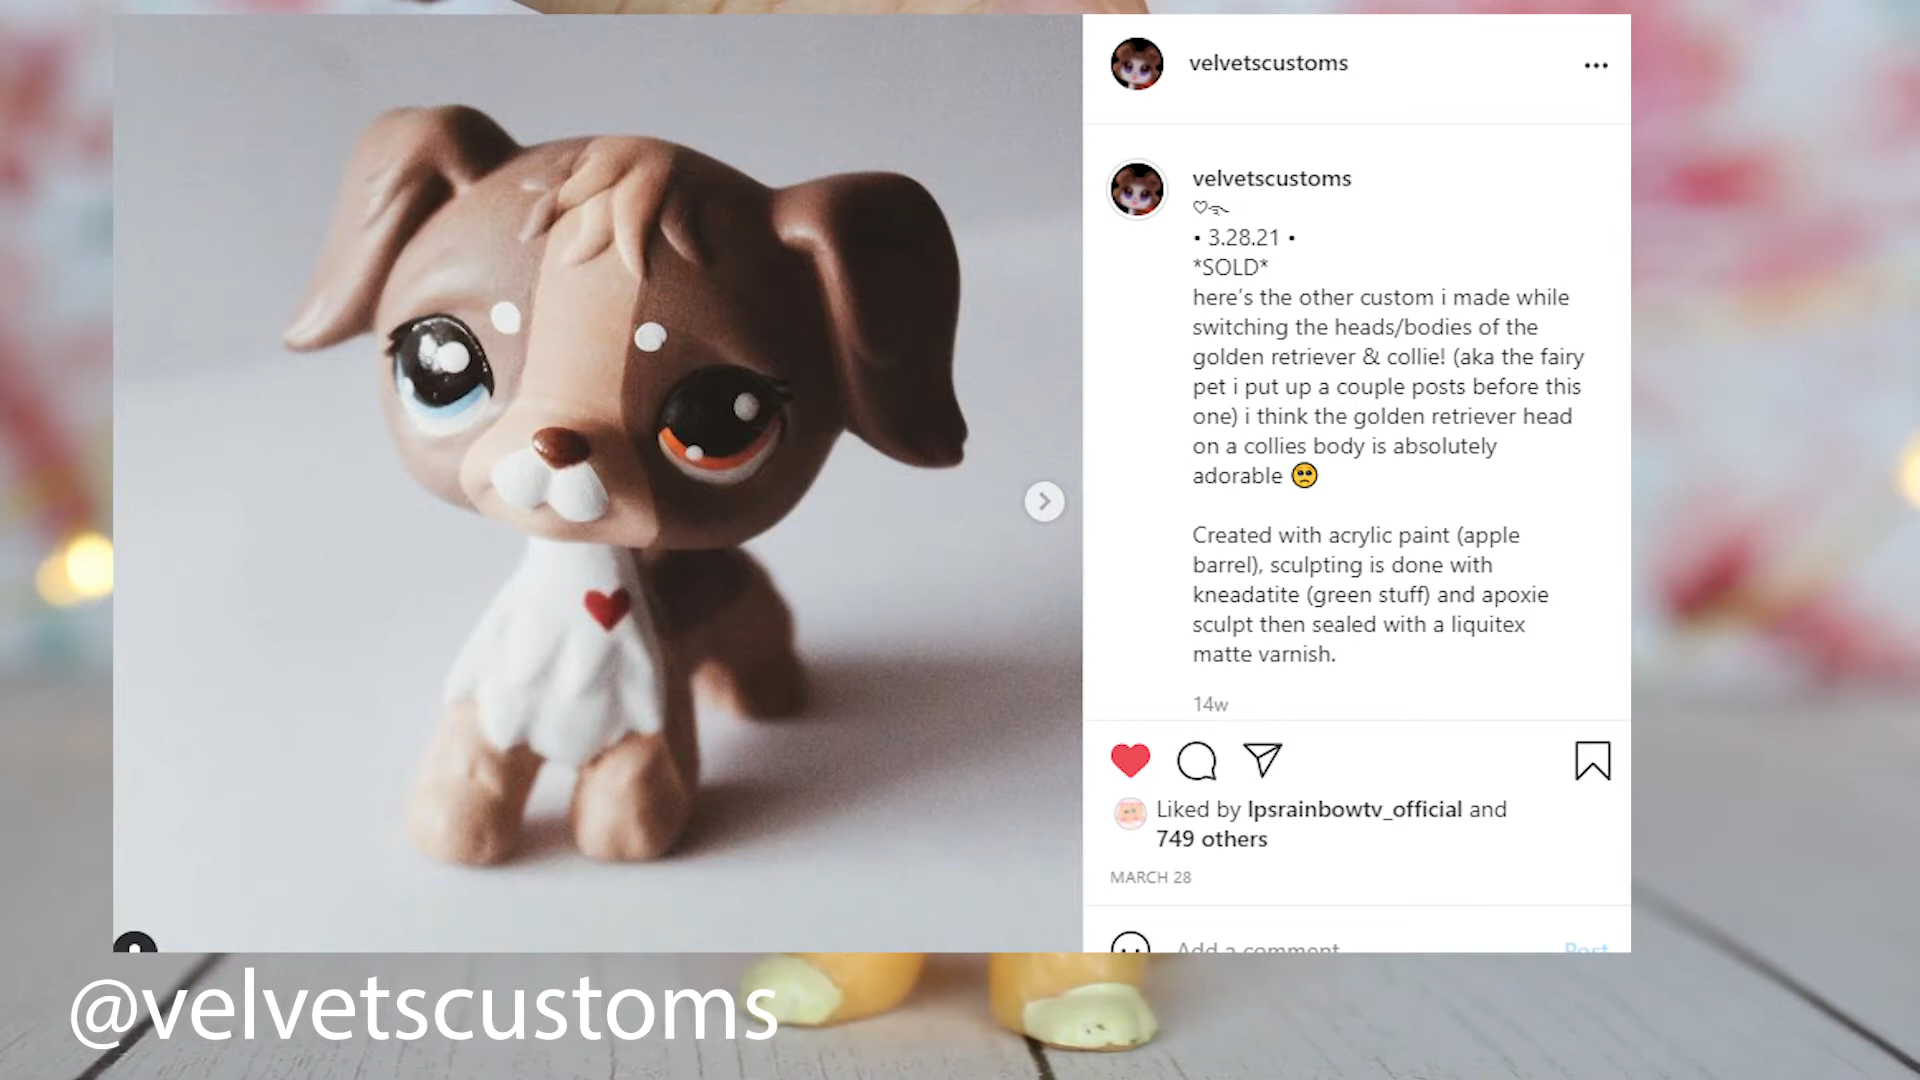 velvetscustoms
velvetscustoms
• 3.28.21 •
*SOLD*
here's the other custom i made while
switching the heads/bodies of the
golden retriever & collie! (aka the fairy
pet i put up a couple posts before this
one) i think the golden retriever head
on a collies body is absolutely
adorable 🥺
Created with acrylic paint (apple
barrel), sculpting is done with
kneadatite (green stuff) and apoxie
sculpt then sealed with a liquitex
matte varnish.
14w
Liked by lpsrainbowtv_official and
749 others
MARCH 28
Add a comment
Post
@velvetscustoms